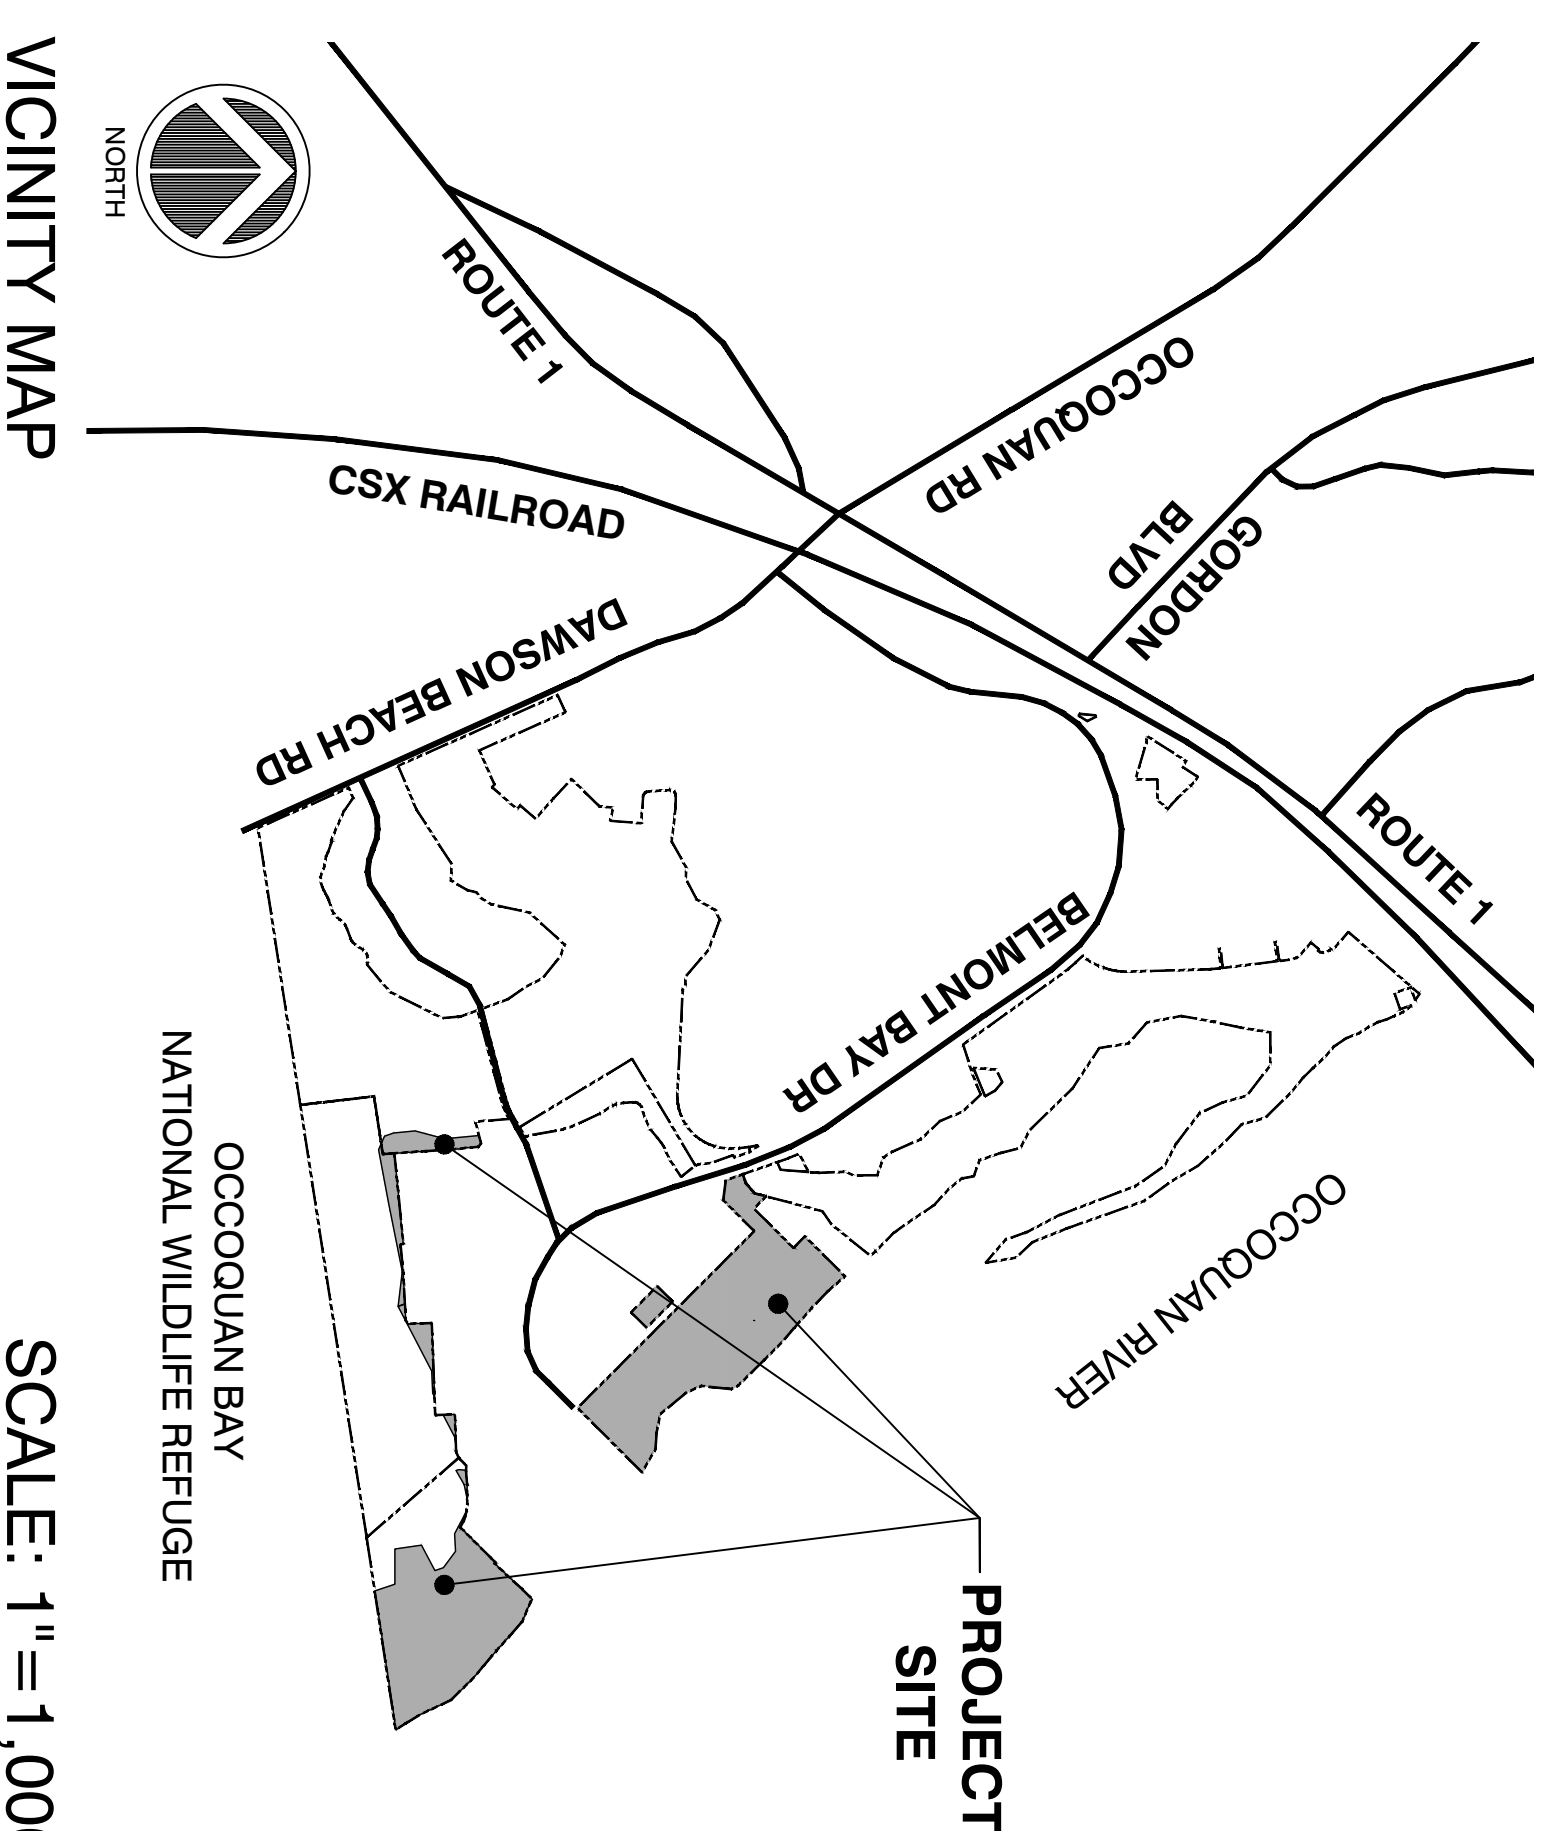 ROUTE 1
OCCOQUAN RD
GORDON
BLVD
ROUTE 1
CSX RAILROAD
DAWSON BEACH RD
BELMONT BAY DR
OCCOQUAN RIVER
PROJECT
SITE
OCCOQUAN BAY
NATIONAL WILDLIFE REFUGE
NORTH
VICINITY MAP
SCALE: 1"=1,00